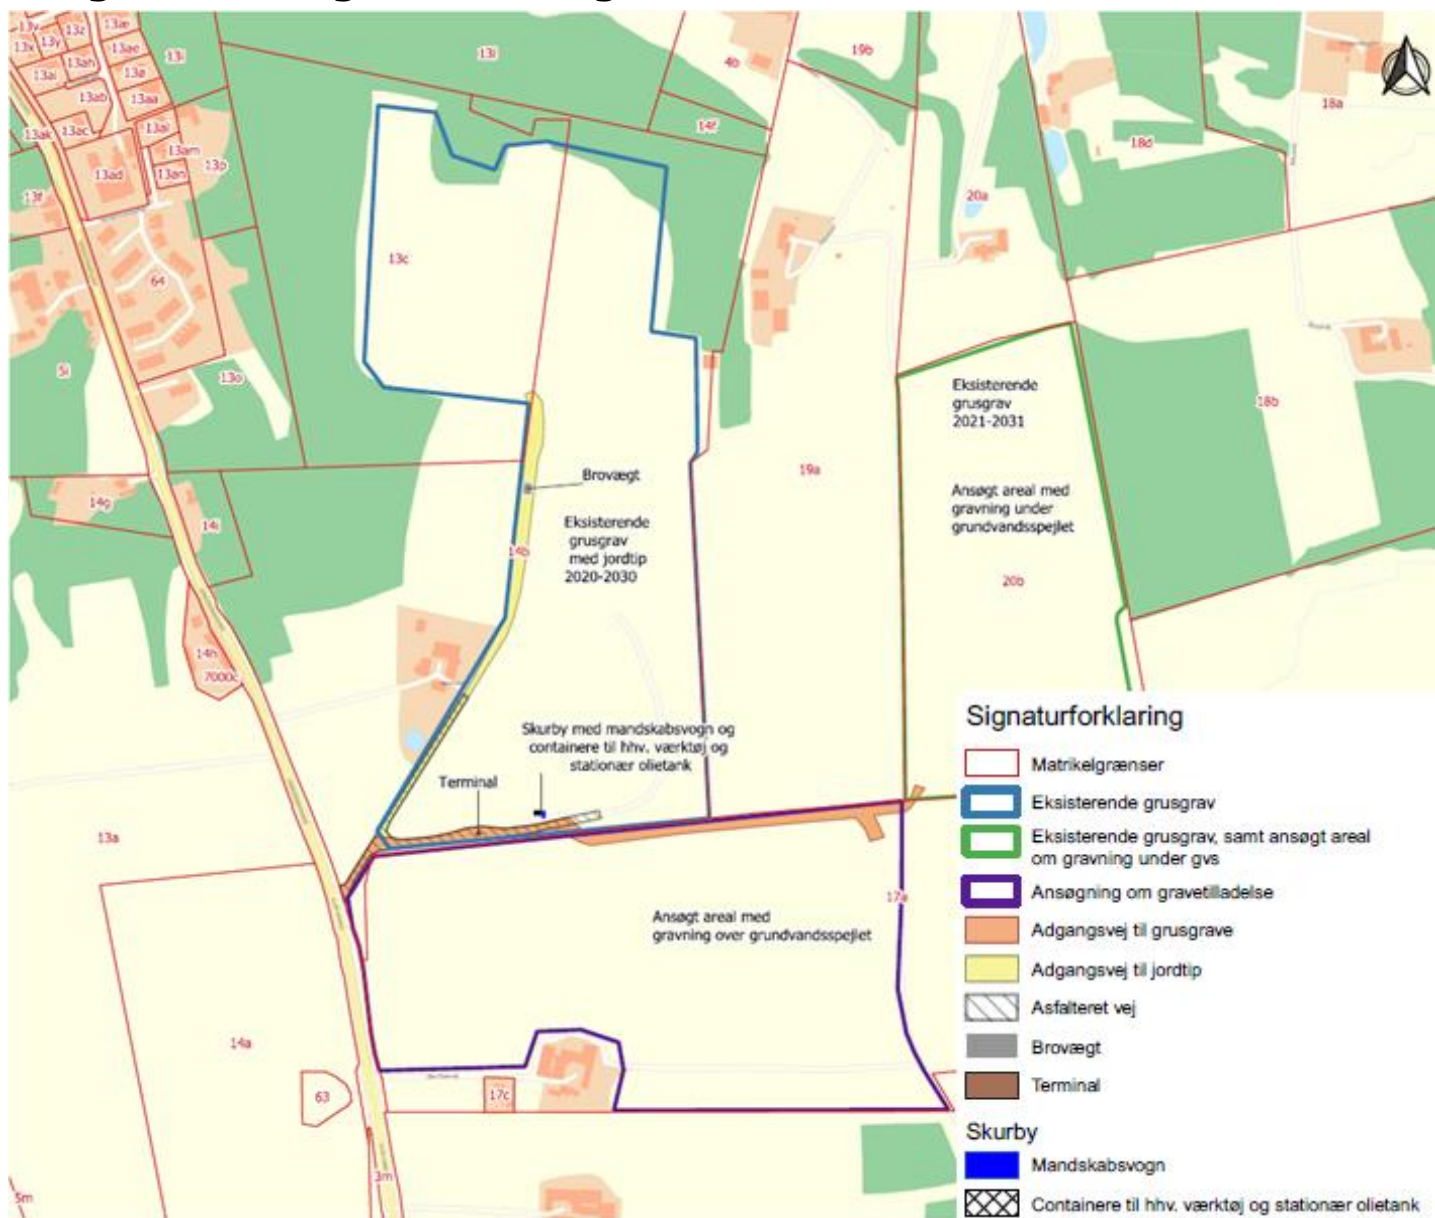 13v
13z
13æ
13x
13y
13ae
13i
13l
4b
19b
13ah
13ai
13ø
13aa
13ab
18a
13ak
13ac
13al
14f
18d
13am
13p
13ad
13an
13f
20a
13c
64
5i
13o
Eksisterende
grusgrav
2021-2031
18b
Brovægt
19a
Ansøgt areal med
gravning under
grundvandsspejlet
14g
14i
Eksisterende
grusgrav
med jordtip
2020-2030
14b
20b
14h
7000c
Skurby med mandskabsvogn og
containere til hhv. værktøj og
stationær olietank
Terminal
13a
17a
Ansøgt areal med
gravning over grundvandsspejlet
14a
63
17c
3m
5m
Signaturforklaring
Matrikelgrænser
Eksisterende grusgrav
Eksisterende grusgrav, samt ansøgt areal
om gravning under gvs
Ansøgning om gravetilladelse
Adgangsvej til grusgrave
Adgangsvej til jordtip
Asfalteret vej
Brovægt
Terminal
Skurby
Mandskabsvogn
Containere til hhv. værktøj og stationær olietank